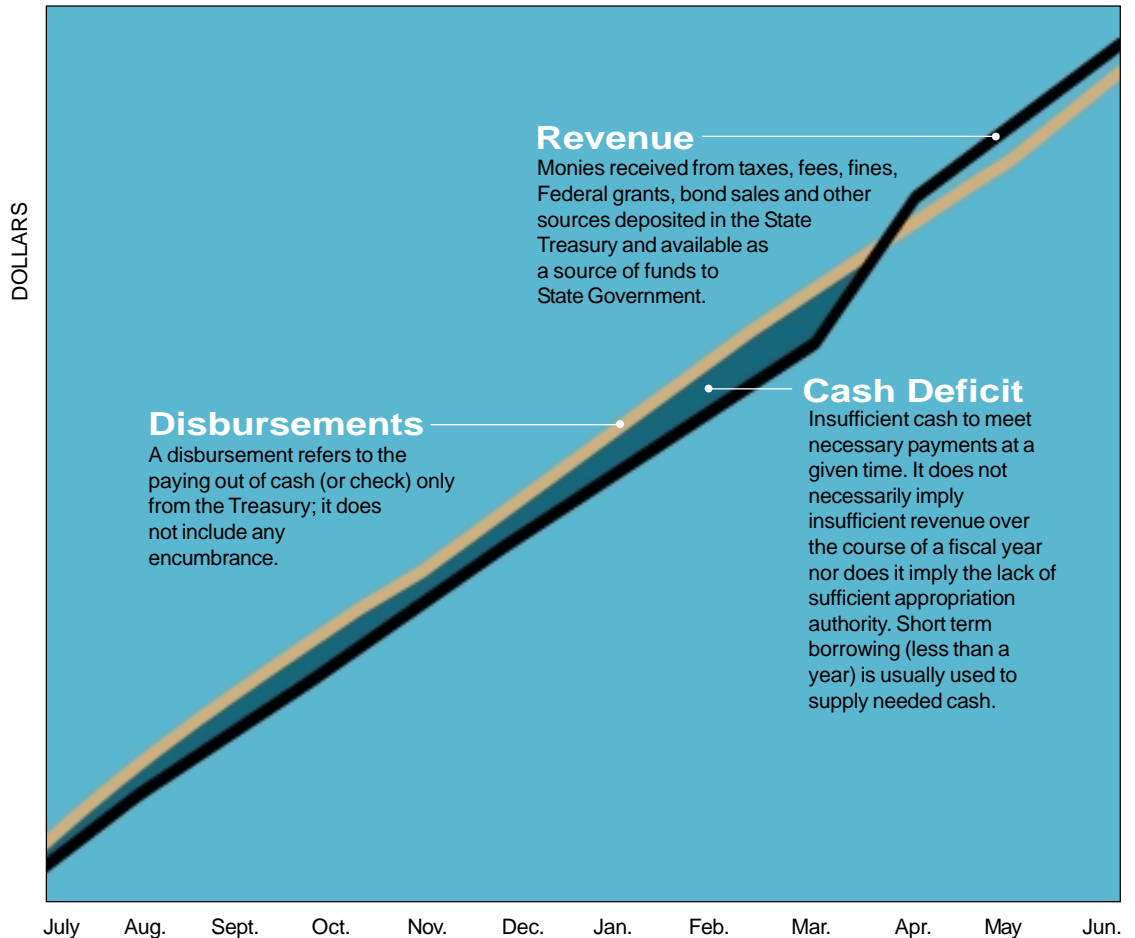 DOLLARS
Revenue
Monies received from taxes, fees, fines,
Federal grants, bond sales and other
sources deposited in the State
Treasury and available as
a source of funds to
State Government.
Disbursements
A disbursement refers to the
paying out of cash (or check) only
from the Treasury; it does
not include any
encumbrance.
Cash Deficit
Insufficient cash to meet
necessary payments at a
given time. It does not
necessarily imply
insufficient revenue over
the course of a fiscal year
nor does it imply the lack of
sufficient appropriation
authority. Short term
borrowing (less than a
year) is usually used to
supply needed cash.
July Aug. Sept. Oct. Nov. Dec. Jan. Feb. Mar. Apr. May Jun.